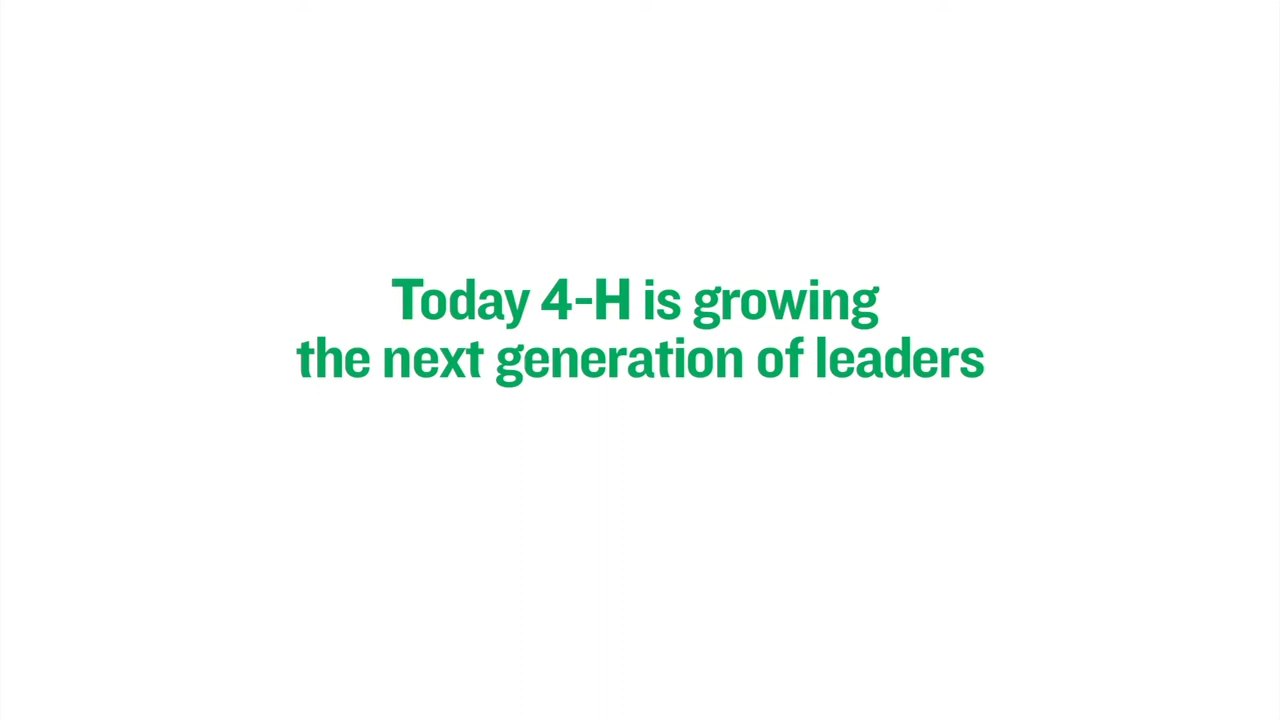 Today 4-H is growing
the next generation of leaders